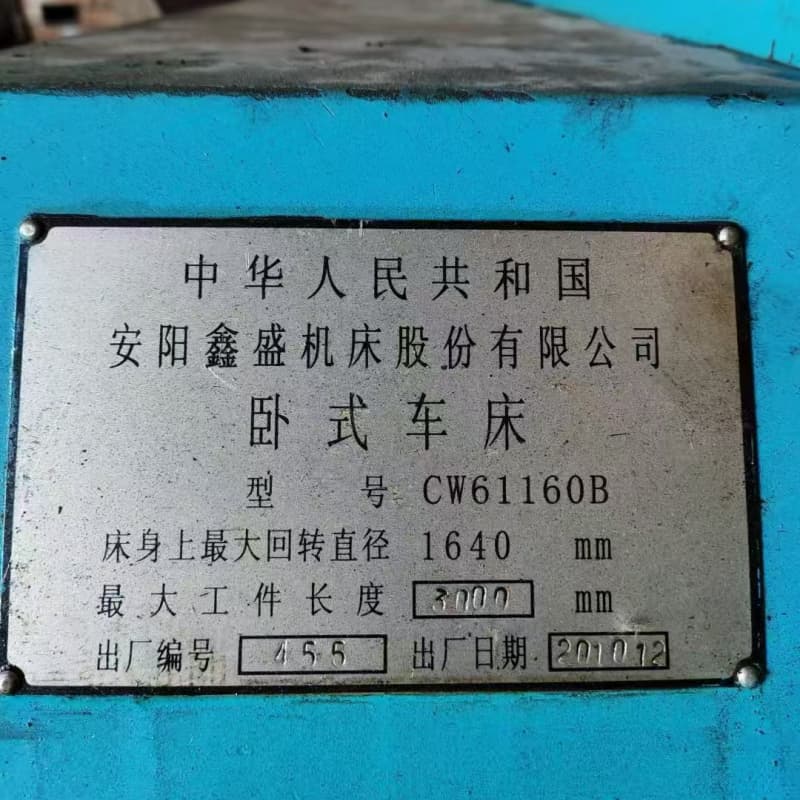 中华人民共和国
安阳鑫盛机床股份有限公司
卧式车床
型号 CW61160B
床身上最大回转直径 1640 mm
最大工件长度 3000 mm
出厂编号 455 出厂日期 2010.12